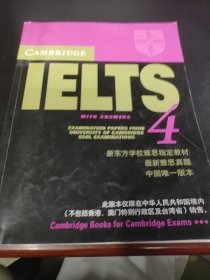 CAMBRIDGE
IELTS
4
WITH ANSWERS
EXAMINATION PAPERS FROM
UNIVERSITY OF CAMBRIDGE
ESOL EXAMINATIONS
新东方学校雅思指定教材
最新雅思真题
中国唯一版本
此版本仅限在中华人民共和国境内
(不包括香港、澳门特别行政区及台湾省)销售。
Cambridge Books for Cambridge Exams